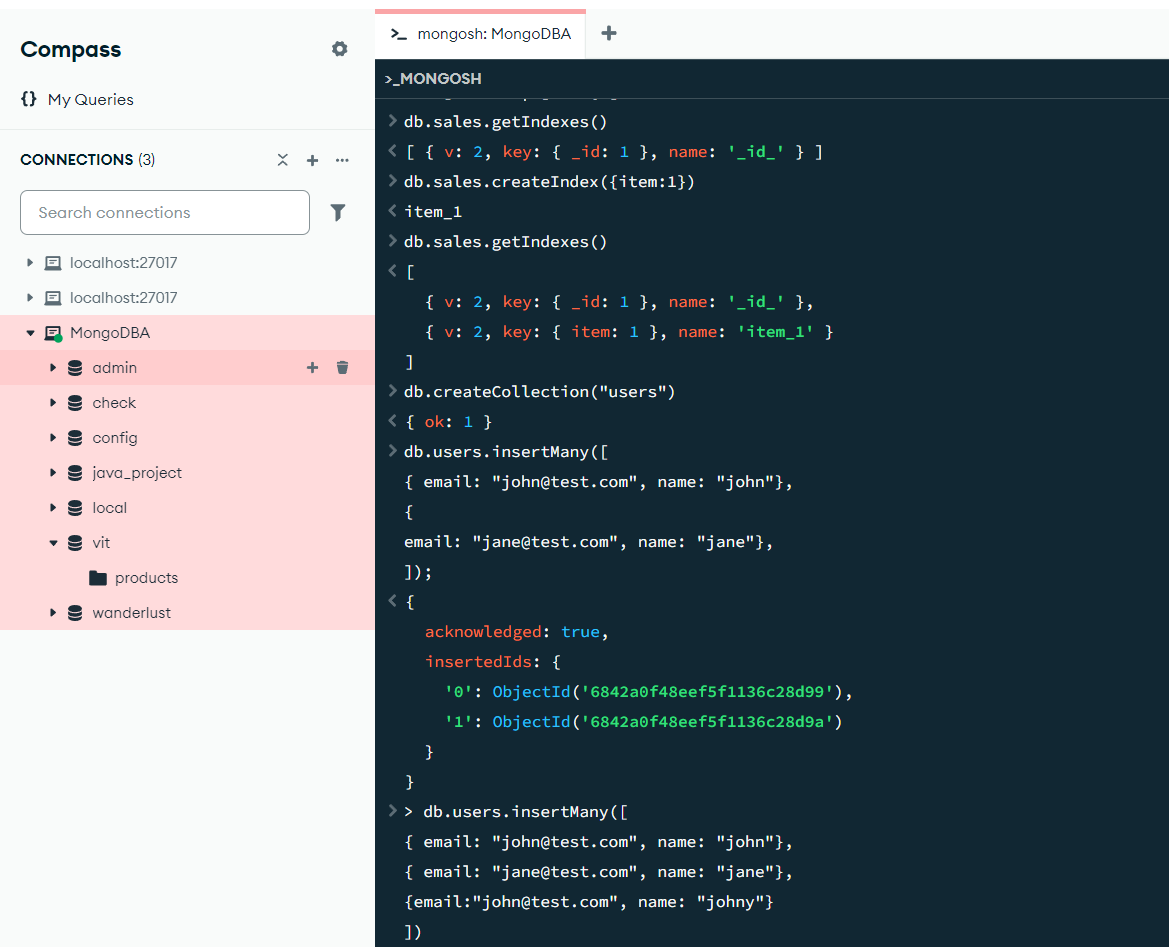 Compass
My Queries
CONNECTIONS (3)
Search connections
localhost:27017
localhost:27017
MongoDBA
admin
check
config
java_project
local
vit
products
wanderlust
>_ mongosh: MongoDBA
>_MONGOSH
> db.sales.getIndexes()
< [ { v: 2, key: { _id: 1 }, name: '_id_' } ]
> db.sales.createIndex({item:1})
< item_1
> db.sales.getIndexes()
< [
{ v: 2, key: { _id: 1 }, name: '_id_' },
{ v: 2, key: { item: 1 }, name: 'item_1' }
]
> db.createCollection("users")
< { ok: 1 }
> db.users.insertMany([
{ email: "john@test.com", name: "john"},
{
email: "jane@test.com", name: "jane"},
]);
< {
acknowledged: true,
insertedIds: {
'0': ObjectId('6842a0f48eef5f1136c28d99'),
'1': ObjectId('6842a0f48eef5f1136c28d9a')
}
}
> > db.users.insertMany([
{ email: "john@test.com", name: "john"},
{ email: "jane@test.com", name: "jane"},
{email:"john@test.com", name: "johny"}
])